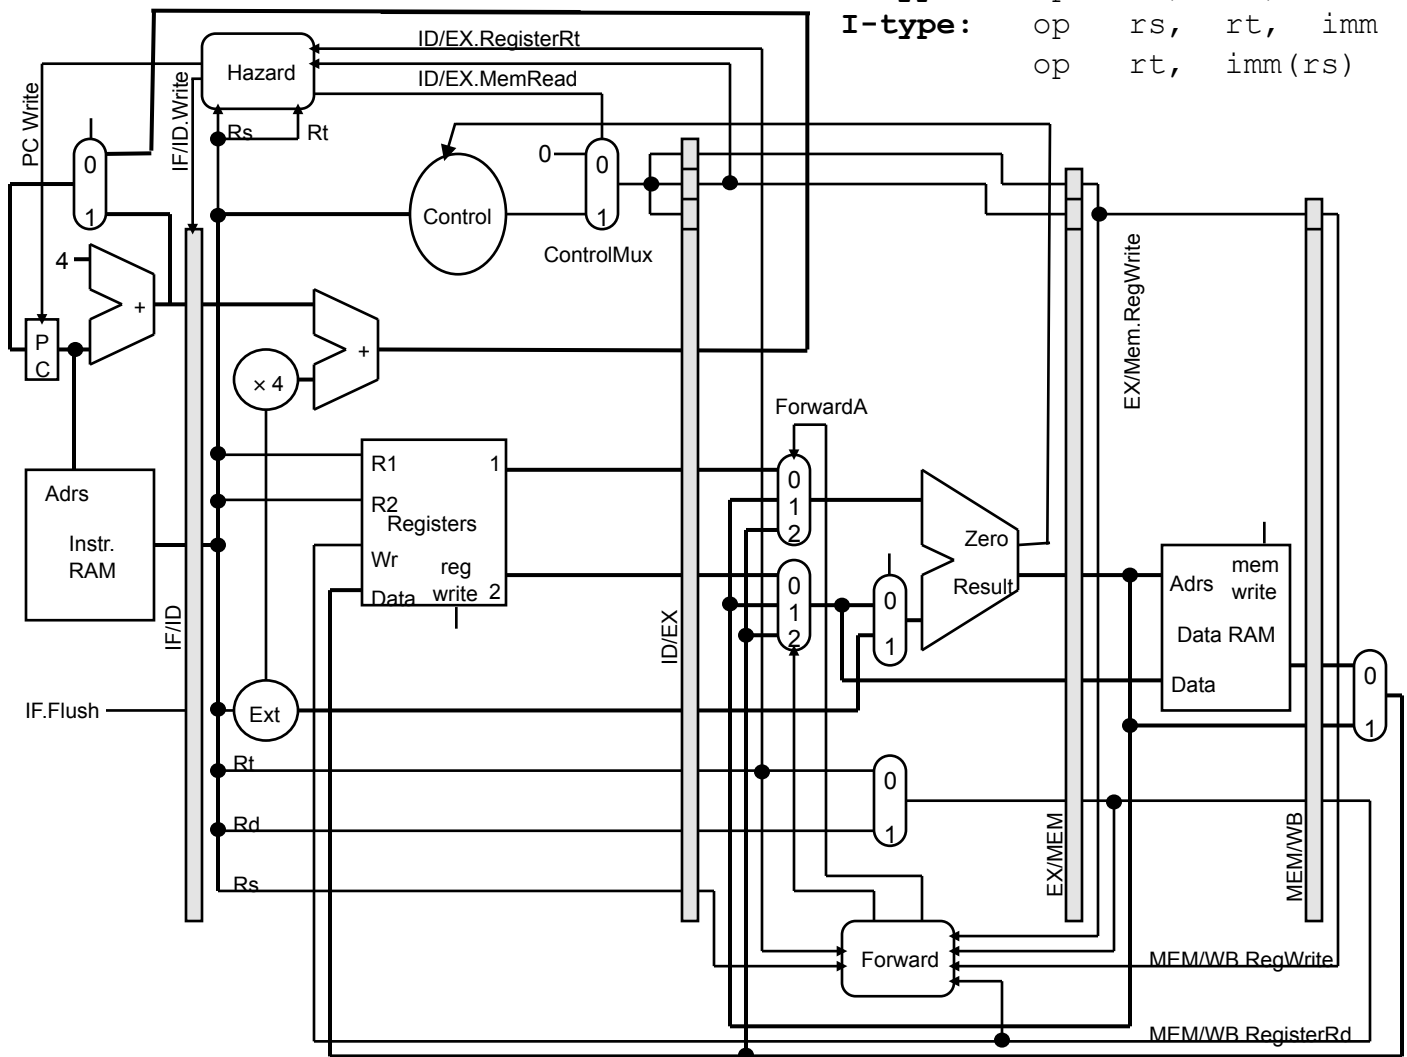 I-type: op rs, rt, imm
op rt, imm(rs)
ID/EX.RegisterRt
Hazard
ID/EX.MemRead
PC Write
IF/ID.Write
Rs
Rt
0
1
0
0
1
Control
ControlMux
4
+
P
C
+
× 4
EX/Mem.RegWrite
ForwardA
Adrs
Instr.
RAM
R1
R2
Registers
Wr
Data
reg
write
1
2
0
1
2
0
1
2
0
1
Zero
Result
Adrs
mem
write
Data RAM
Data
0
1
IF/ID
ID/EX
IF.Flush
Ext
Rt
Rd
Rs
0
1
EX/MEM
MEM/WB
Forward
MEM/WB.RegWrite
MEM/WB.RegisterRd